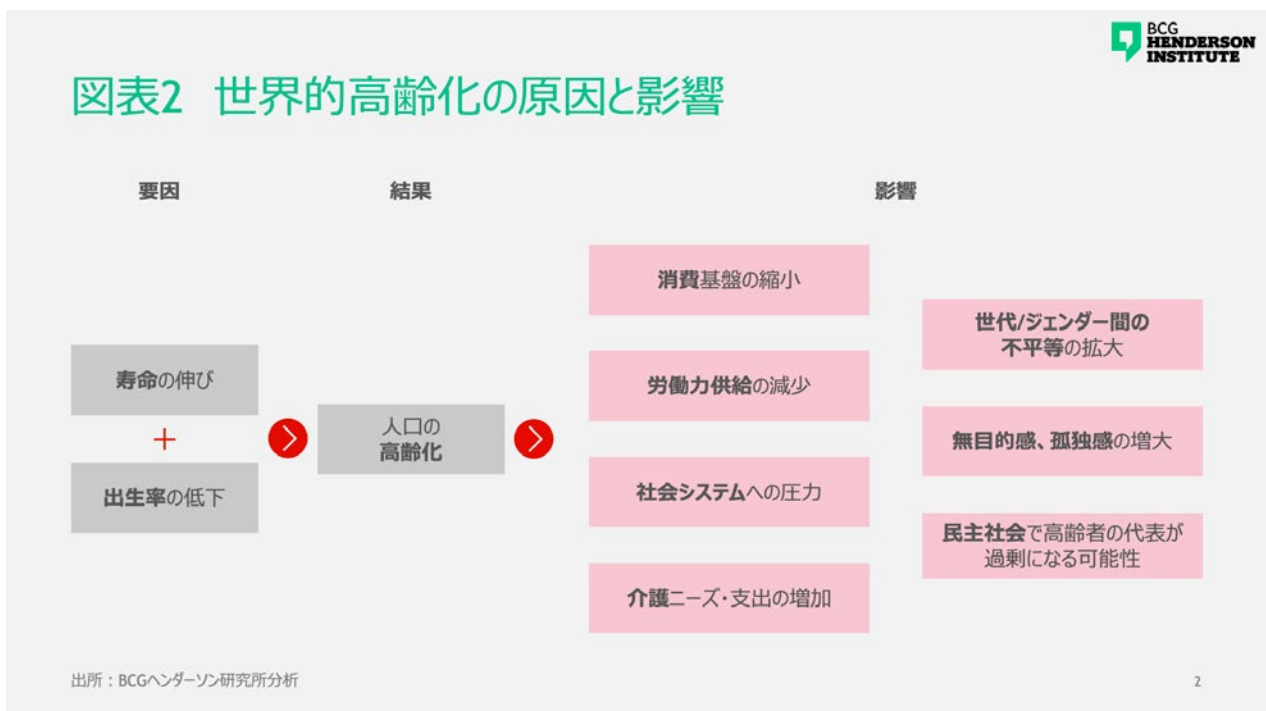 BCG
HENDERSON
INSTITUTE
図表2 世界的高齢化の原因と影響
要因
結果
影響
寿命の伸び
+
出生率の低下
人口の
高齢化
消費基盤の縮小
労働力供給の減少
社会システムへの圧力
介護ニーズ・支出の増加
世代/ジェンダー間の
不平等の拡大
無目的感、孤独感の増大
民主社会で高齢者の代表が
過剰になる可能性
出所：BCGヘンダーソン研究所分析
2